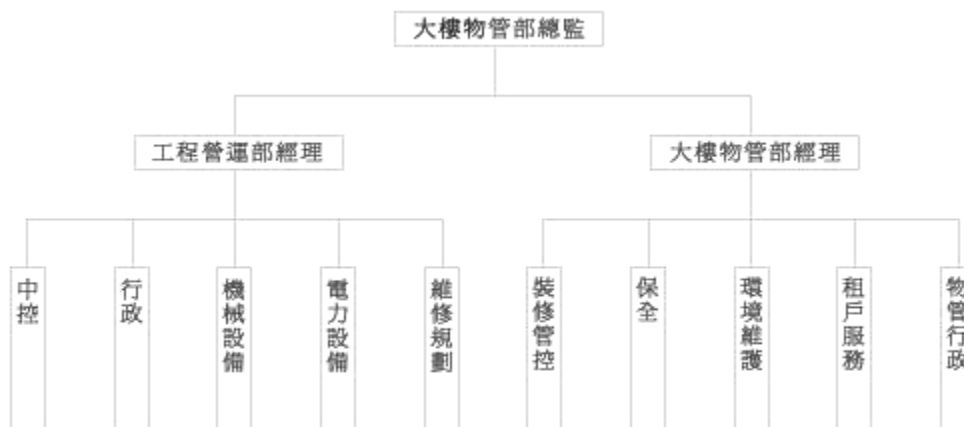 大樓物管部總監
工程營運部經理
大樓物管部經理
中控
行政
機械設備
電力設備
維修規劃
裝修管控
保全
環境維護
租戶服務
物管行政